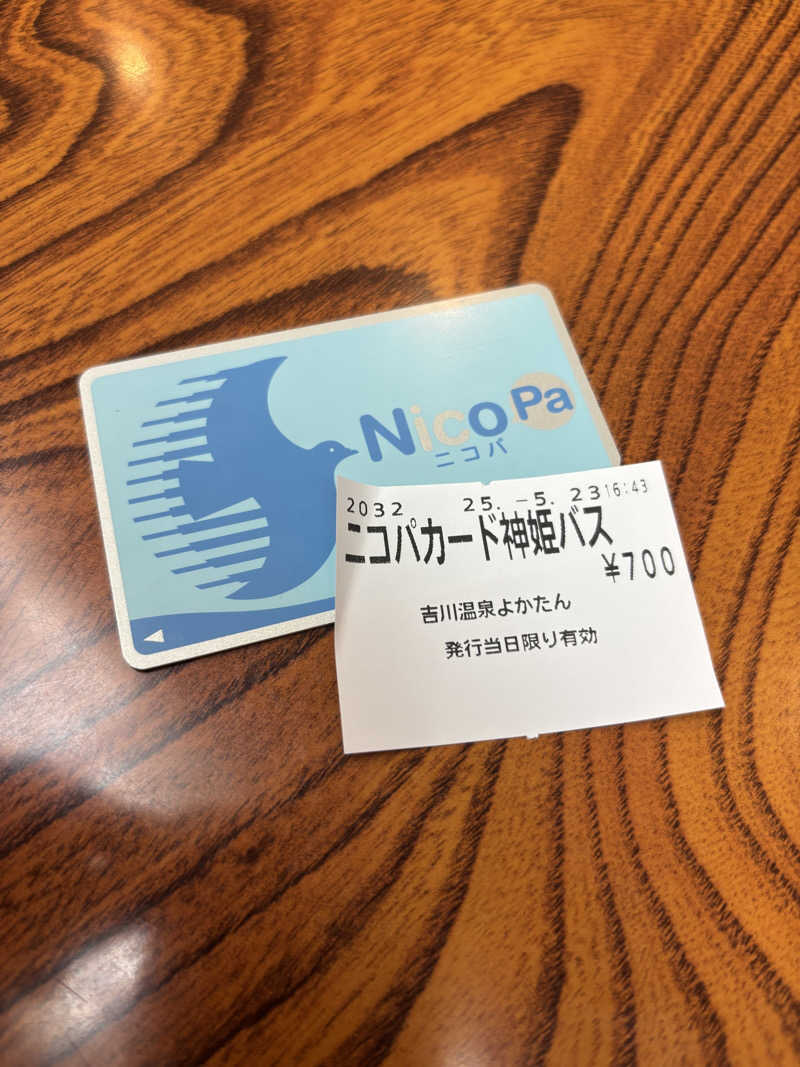 NicoPa
ニコパ
2032 25.-5.23 16:43
ニコパカード神姫バス
¥700
吉川温泉よかたん
発行当日限り有効